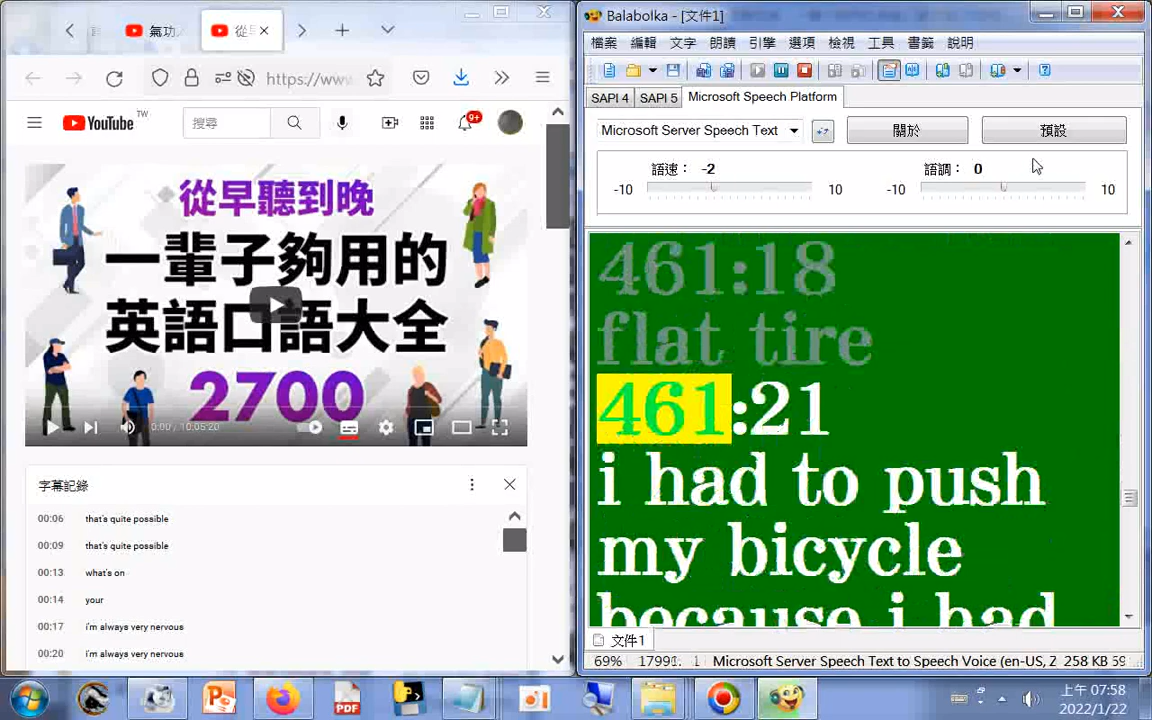 氣功
從
https://www
YouTube TW
搜尋
9+
從早聽到晚
一輩子夠用的
英語口語大全
2700
0:00 / 10:05:20
字幕記錄
00:06 that's quite possible
00:09 that's quite possible
00:13 what's on
00:14 your
00:17 i'm always very nervous
00:20 i'm always very nervous
Balabolka - [文件1]
檔案 編輯 文字 朗讀 引擎 選項 檢視 工具 書籤 說明
SAPI 4 SAPI 5 Microsoft Speech Platform
Microsoft Server Speech Text 關於 預設
語速： -2 語調： 0
-10 10 -10 10
461:18
flat tire
461:21
i had to push
my bicycle
because i had
文件1
69% 17991. 1 Microsoft Server Speech Text to Speech Voice (en-US, 2 258 KB 59
PDF
上午 07:58
2022/1/22